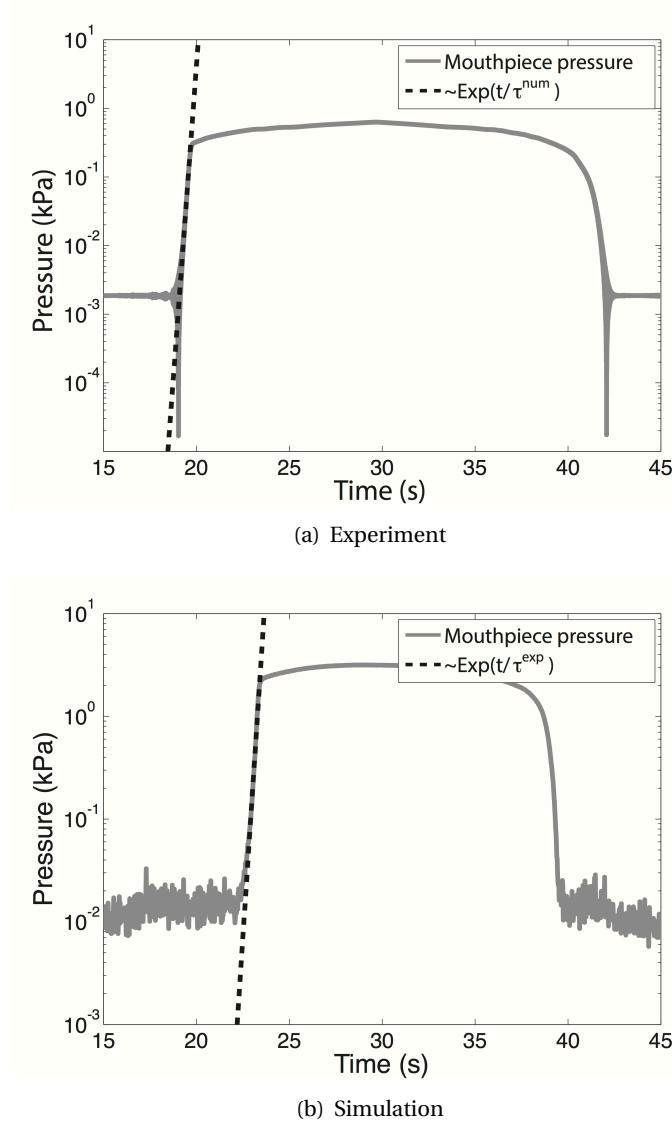 10^1
Mouthpiece pressure
~Exp(t/τ^num)
10^0
10^-1
10^-2
10^-3
10^-4
Pressure (kPa)
15 20 25 30 35 40 45
Time (s)
(a) Experiment
10^1
Mouthpiece pressure
~Exp(t/τ^exp)
10^0
10^-1
10^-2
10^-3
Pressure (kPa)
15 20 25 30 35 40 45
Time (s)
(b) Simulation